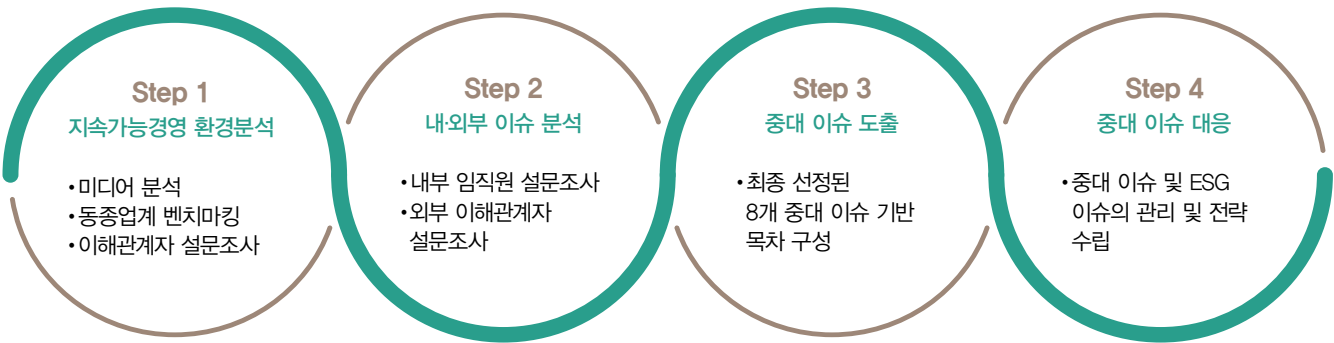 Step 1
지속가능경영 환경분석
•미디어 분석
•동종업계 벤치마킹
•이해관계자 설문조사
Step 2
내·외부 이슈 분석
•내부 임직원 설문조사
•외부 이해관계자
설문조사
Step 3
중대 이슈 도출
•최종 선정된
8개 중대 이슈 기반
목차 구성
Step 4
중대 이슈 대응
•중대 이슈 및 ESG
이슈의 관리 및 전략
수립